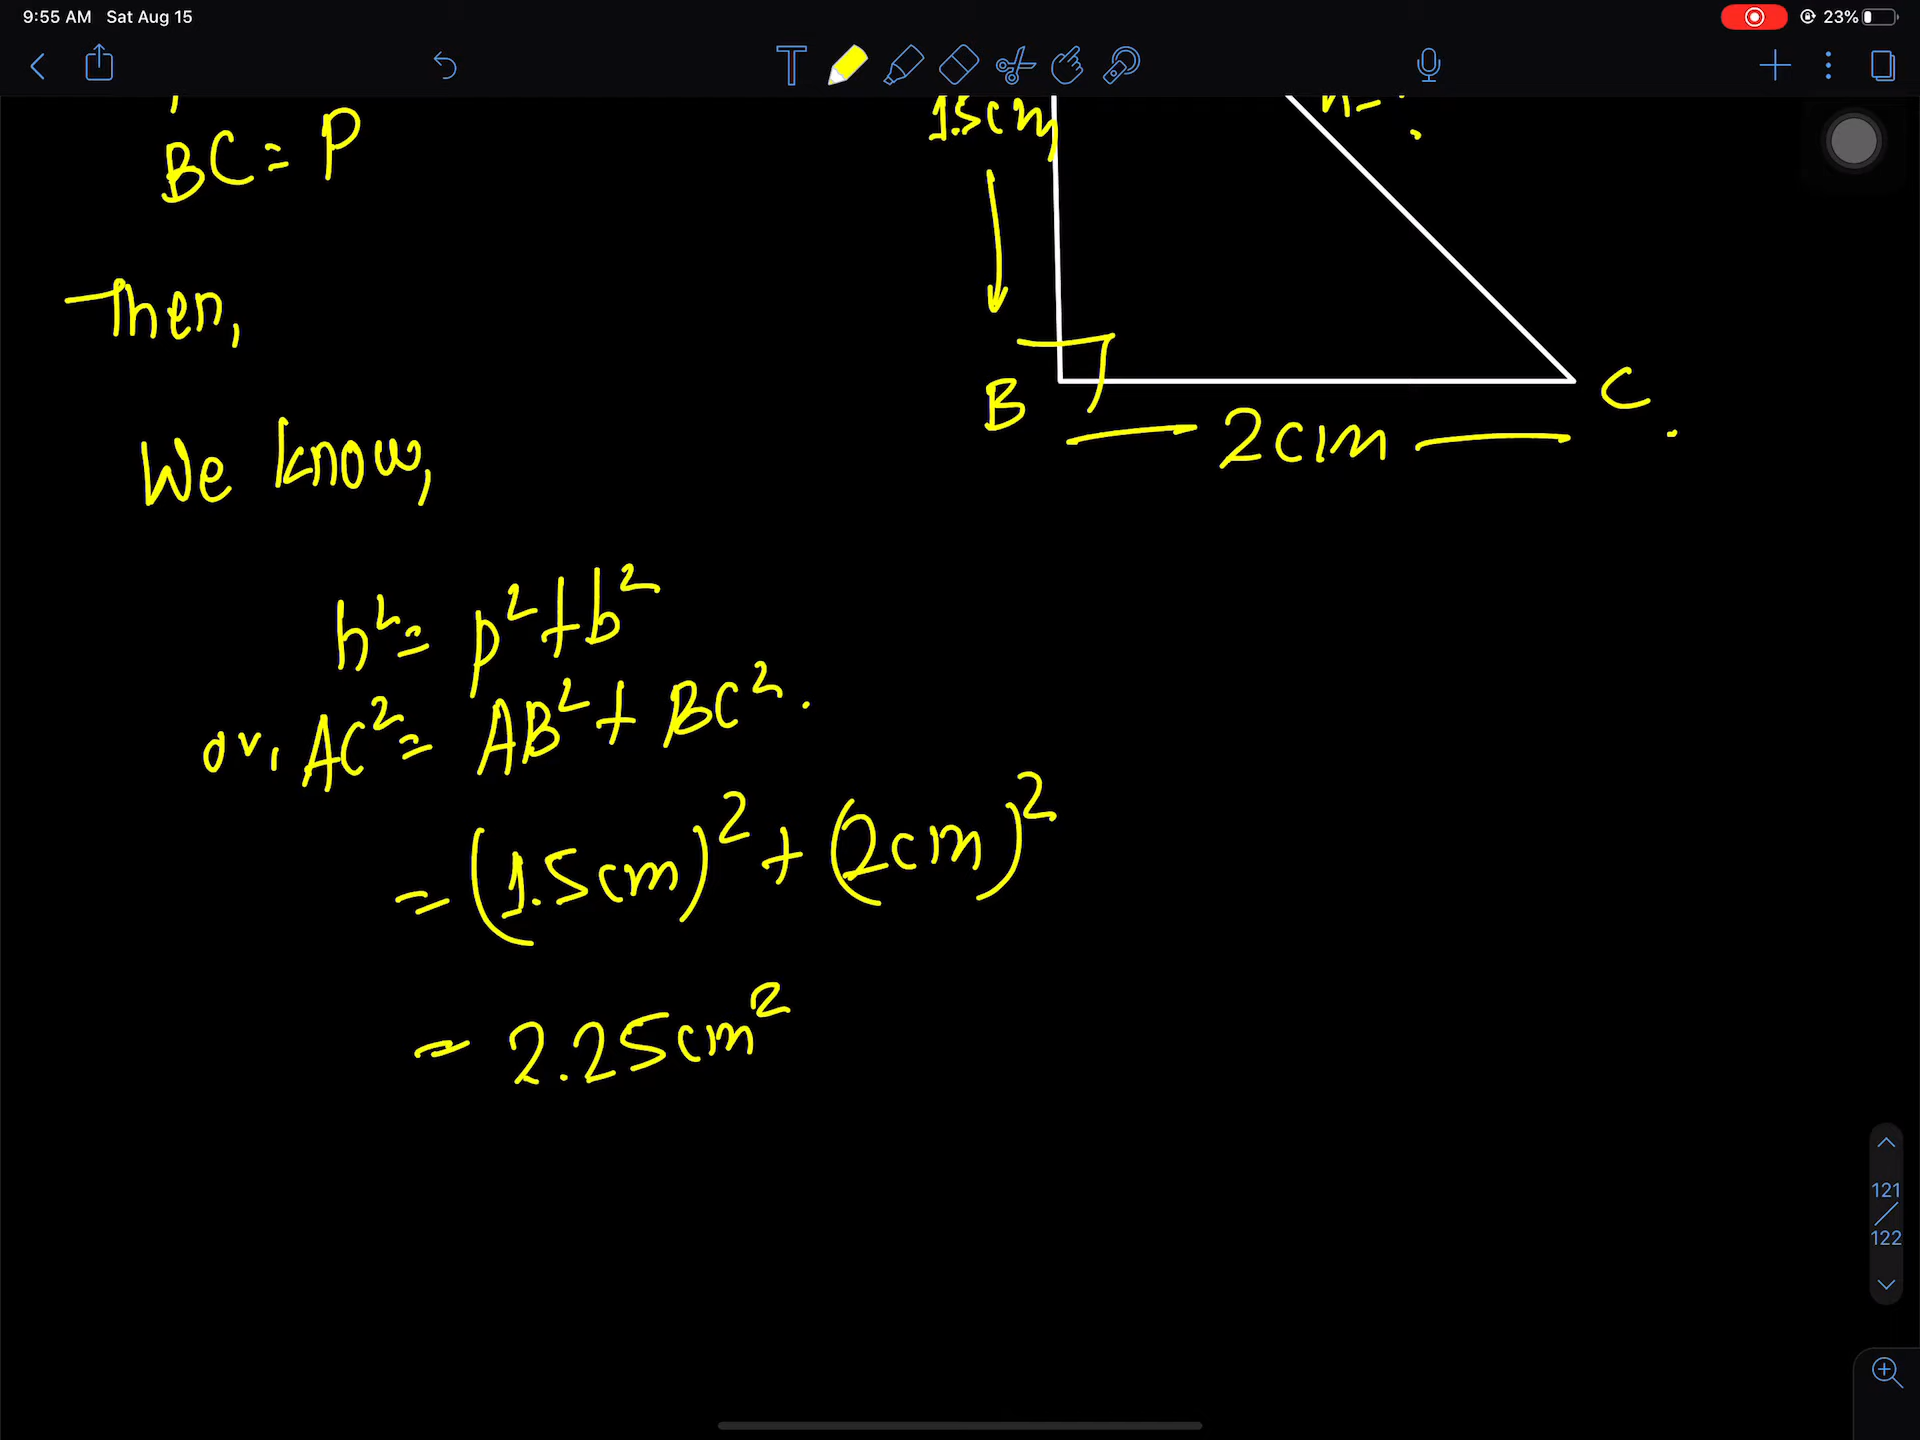 9:55 AM Sat Aug 15
23%
BC = P
1.5cm
h = ?
Then,
B
C
2cm
We know,
h² = p² + b²
or, AC² = AB² + BC².
= (1.5cm)² + (2cm)²
= 2.25cm²
121
/
122